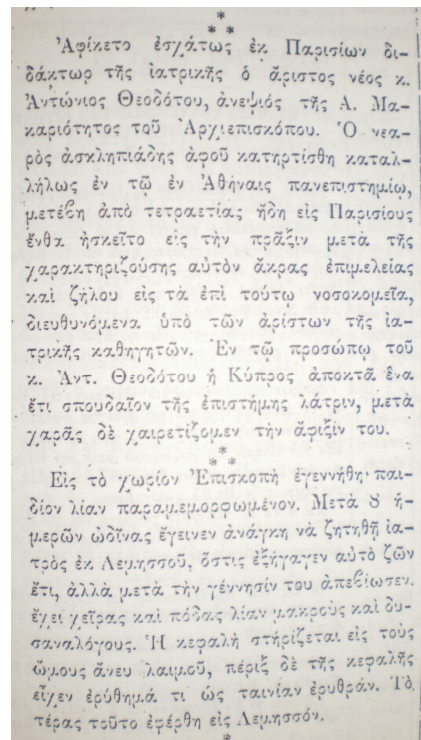 *
* *
Ἀφίκετο ἐσχάτως ἐκ Παρισίων δι-
δάκτωρ τῆς ἰατρικῆς ὁ ἄριστος νέος κ.
Ἀντώνιος Θεοδότου, ἀνεψιός τῆς Α. Μα-
καριότητος τοῦ Ἀρχιεπισκόπου. Ὁ νεα-
ρὸς ἀσκληπιάδης ἀφοῦ κατηρτίσθη καταλ-
λήλως ἐν τῷ ἐν Ἀθήναις πανεπιστημίῳ,
μετέβη ἀπὸ τετραετίας ἤδη εἰς Παρισίους
ἔνθα ἠσκεῖτο εἰς τὴν πρᾶξιν μετὰ τῆς
χαρακτηριζούσης αὐτὸν ἄκρας ἐπιμελείας
καὶ ζήλου εἰς τὰ ἐπὶ τούτῳ νοσοκομεῖα,
διευθυνόμενα ὑπὸ τῶν ἀρίστων τῆς ἰα-
τρικῆς καθηγητῶν. Ἐν τῷ προσώπῳ τοῦ
κ. Ἀντ. Θεοδότου ἡ Κύπρος ἀποκτᾶ ἕνα
ἔτι σπουδαῖον τῆς ἐπιστήμης λάτριν, μετὰ
χαρᾶς δὲ χαιρετίζομεν τὴν ἄφιξίν του.
*
* *
Εἰς τὸ χωρίον Ἐπισκοπὴ ἐγεννήθη παι-
δίον λίαν παραμεμορφωμένον. Μετὰ 8 ἡ-
μερῶν ὠδῖνας ἔγεινεν ἀνάγκη νὰ ζητηθῇ ἰα-
τρὸς ἐκ Λεμησσοῦ, ὅστις ἐξήγαγεν αὐτὸ ζῶν
ἔτι, ἀλλὰ μετὰ τὴν γέννησίν του ἀπεβίωσεν.
ἔχει χεῖρας καὶ πόδας λίαν μακροὺς καὶ δυ-
σαναλόγους. Ἡ κεφαλὴ στηρίζεται εἰς τοὺς
ὤμους ἄνευ λαιμοῦ, πέριξ δὲ τῆς κεφαλῆς
εἶχεν ἐρύθημά τι ὡς ταινίαν ἐρυθράν. Τὸ
τέρας τοῦτο ἐφέρθη εἰς Λεμησσόν.
*